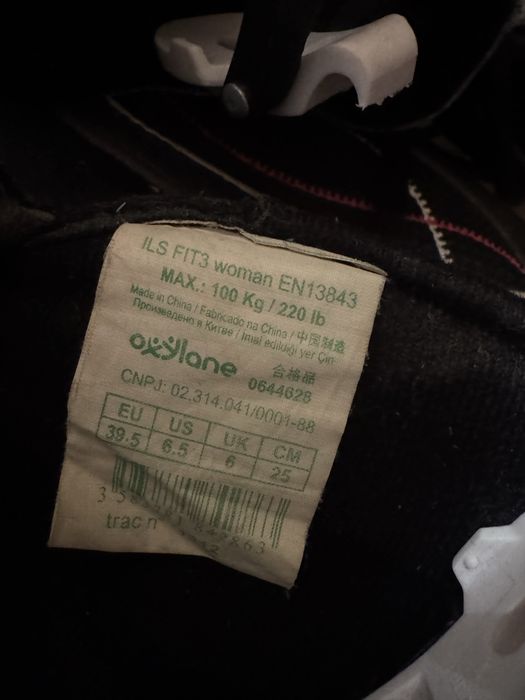 ILS FIT3 woman EN13843
MAX.: 100 Kg / 220 lb
Made in China / Fabricado na China / 中国制造
Произведено в Китае / Imal edildiği yer Çin
oxylane 合格品
0644628
CNPJ: 02.314.041/0001-88
EU US UK CM
39.5 6.5 6 25
trac n°